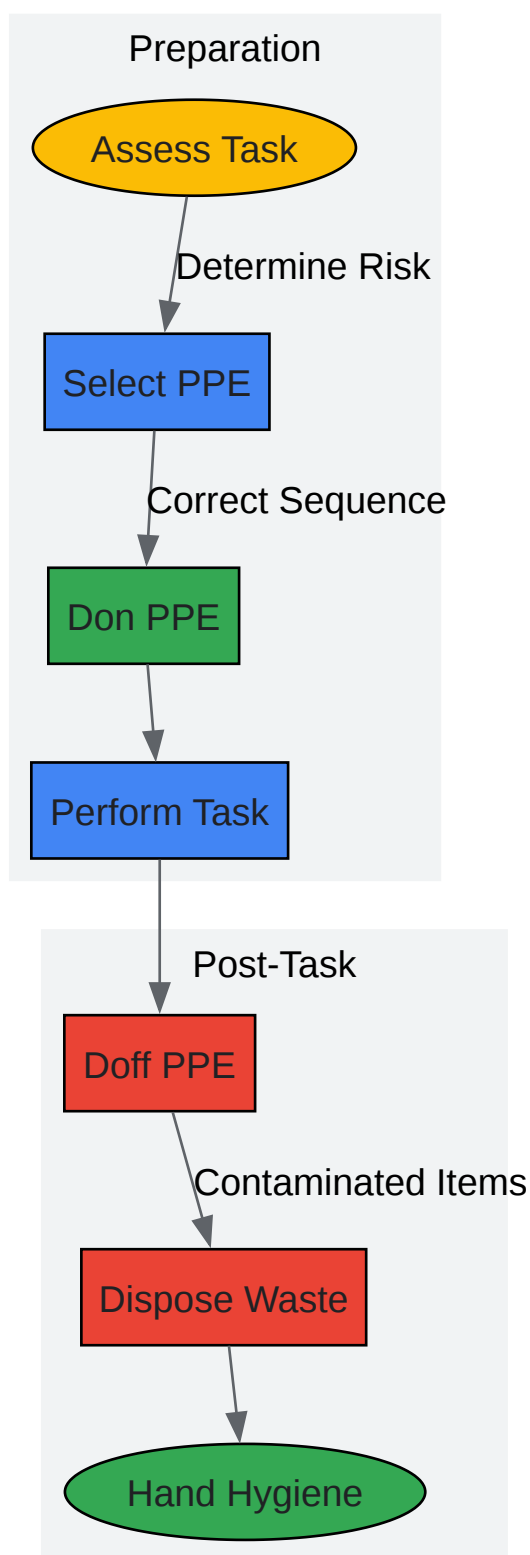 Preparation
Assess Task
Determine Risk
Select PPE
Correct Sequence
Don PPE
Perform Task
Post-Task
Doff PPE
Contaminated Items
Dispose Waste
Hand Hygiene